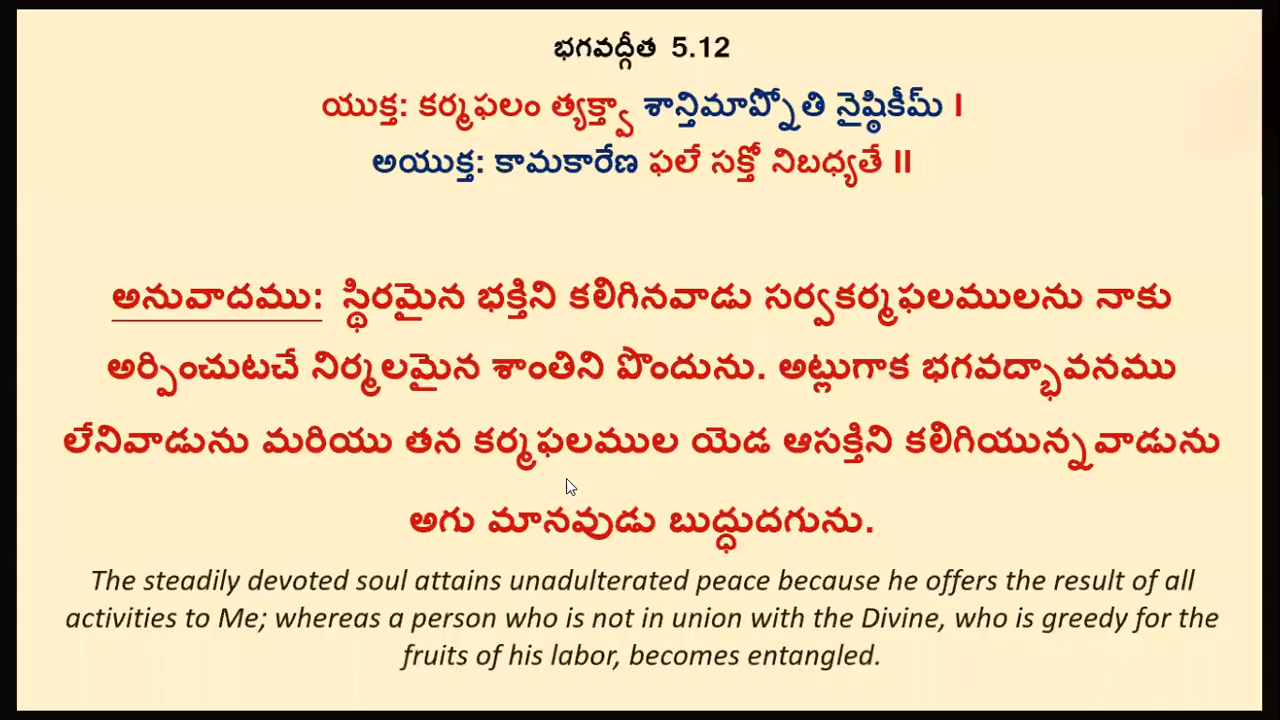 భగవద్గీత 5.12
యుక్త: కర్మఫలం త్యక్త్వా శాన్తిమాప్నోతి నైష్ఠికీమ్ I
అయుక్త: కామకారేణ ఫలే సక్తో నిబధ్యతే II
అనువాదము: స్థిరమైన భక్తిని కలిగినవాడు సర్వకర్మఫలములను నాకు
అర్పించుటచే నిర్మలమైన శాంతిని పొందును. అట్లుగాక భగవద్భావనము
లేనివాడును మరియు తన కర్మఫలముల యెడ ఆసక్తిని కలిగియున్నవాడును
అగు మానవుడు బుద్ధుదగును.
The steadily devoted soul attains unadulterated peace because he offers the result of all
activities to Me; whereas a person who is not in union with the Divine, who is greedy for the
fruits of his labor, becomes entangled.